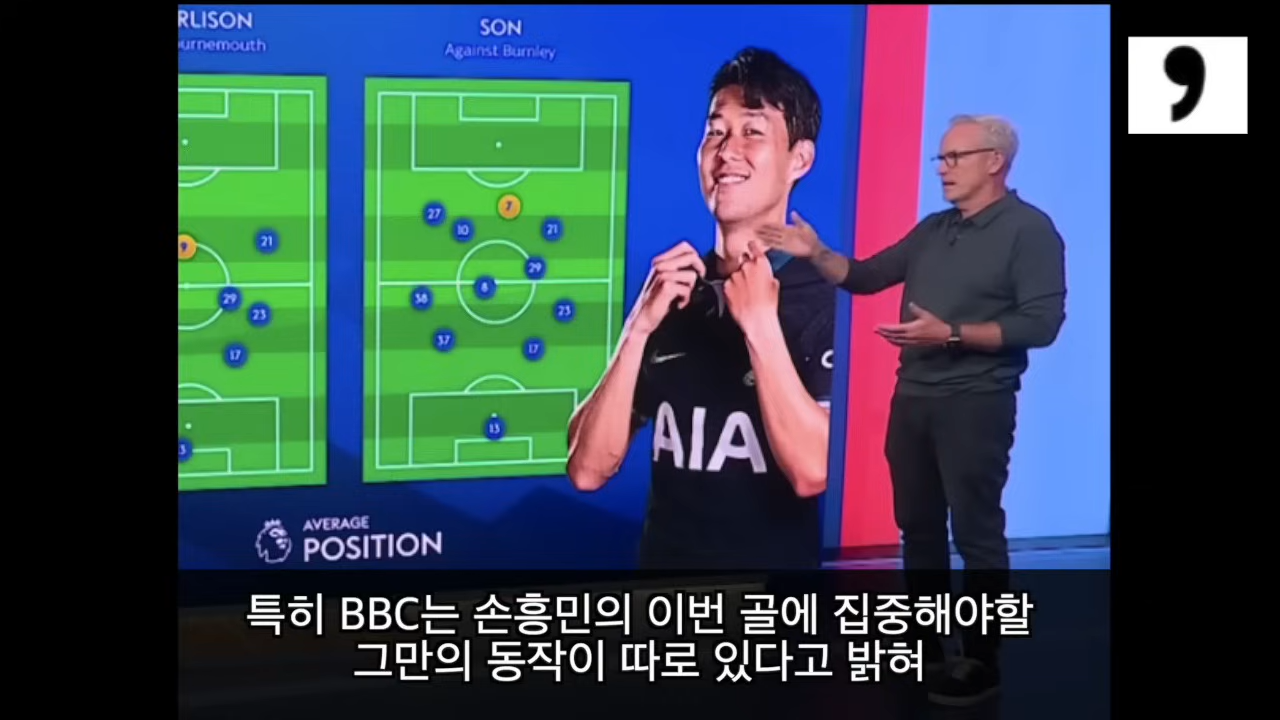 RLISON
urnemouth
SON
Against Burnley
9
21
29
23
17
3
27
7
10
21
29
8
38
23
37
17
13
AIA
AVERAGE
POSITION
특히 BBC는 손흥민의 이번 골에 집중해야할
그만의 동작이 따로 있다고 밝혀